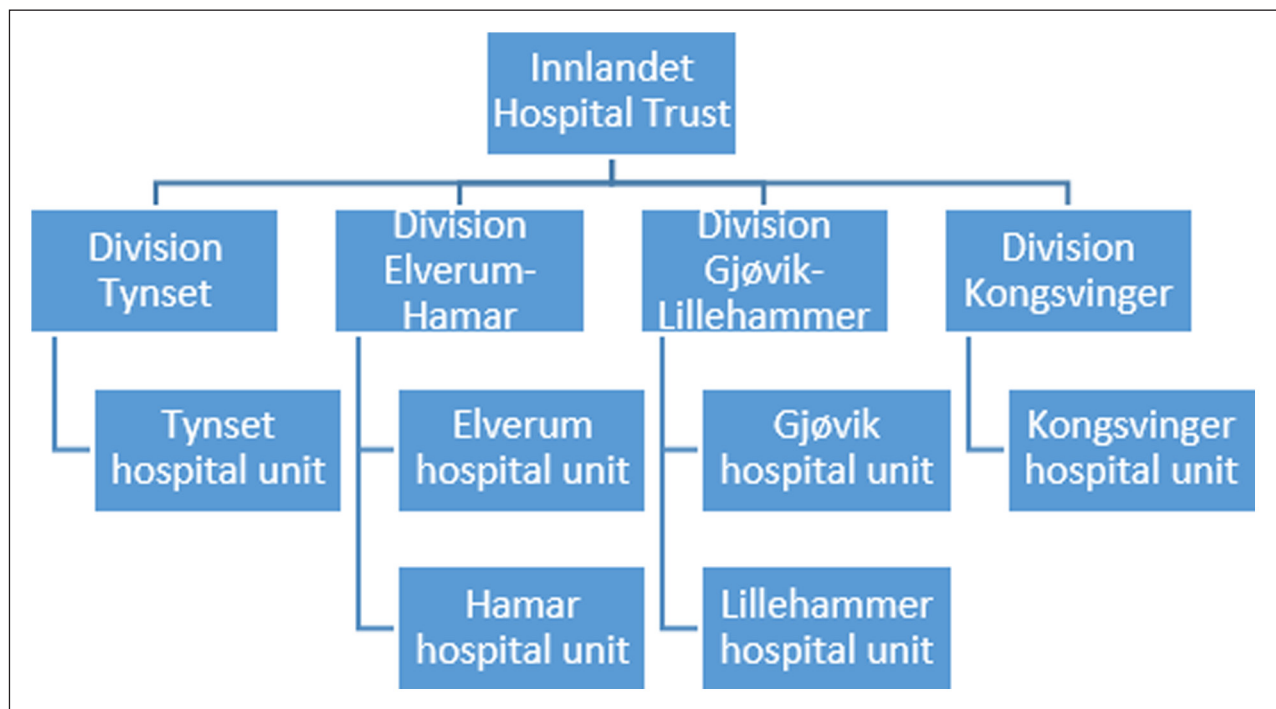 Innlandet
Hospital Trust
Division
Tynset
Division
Elverum-
Hamar
Division
Gjøvik-
Lillehammer
Division
Kongsvinger
Tynset
hospital unit
Elverum
hospital unit
Gjøvik
hospital unit
Kongsvinger
hospital unit
Hamar
hospital unit
Lillehammer
hospital unit